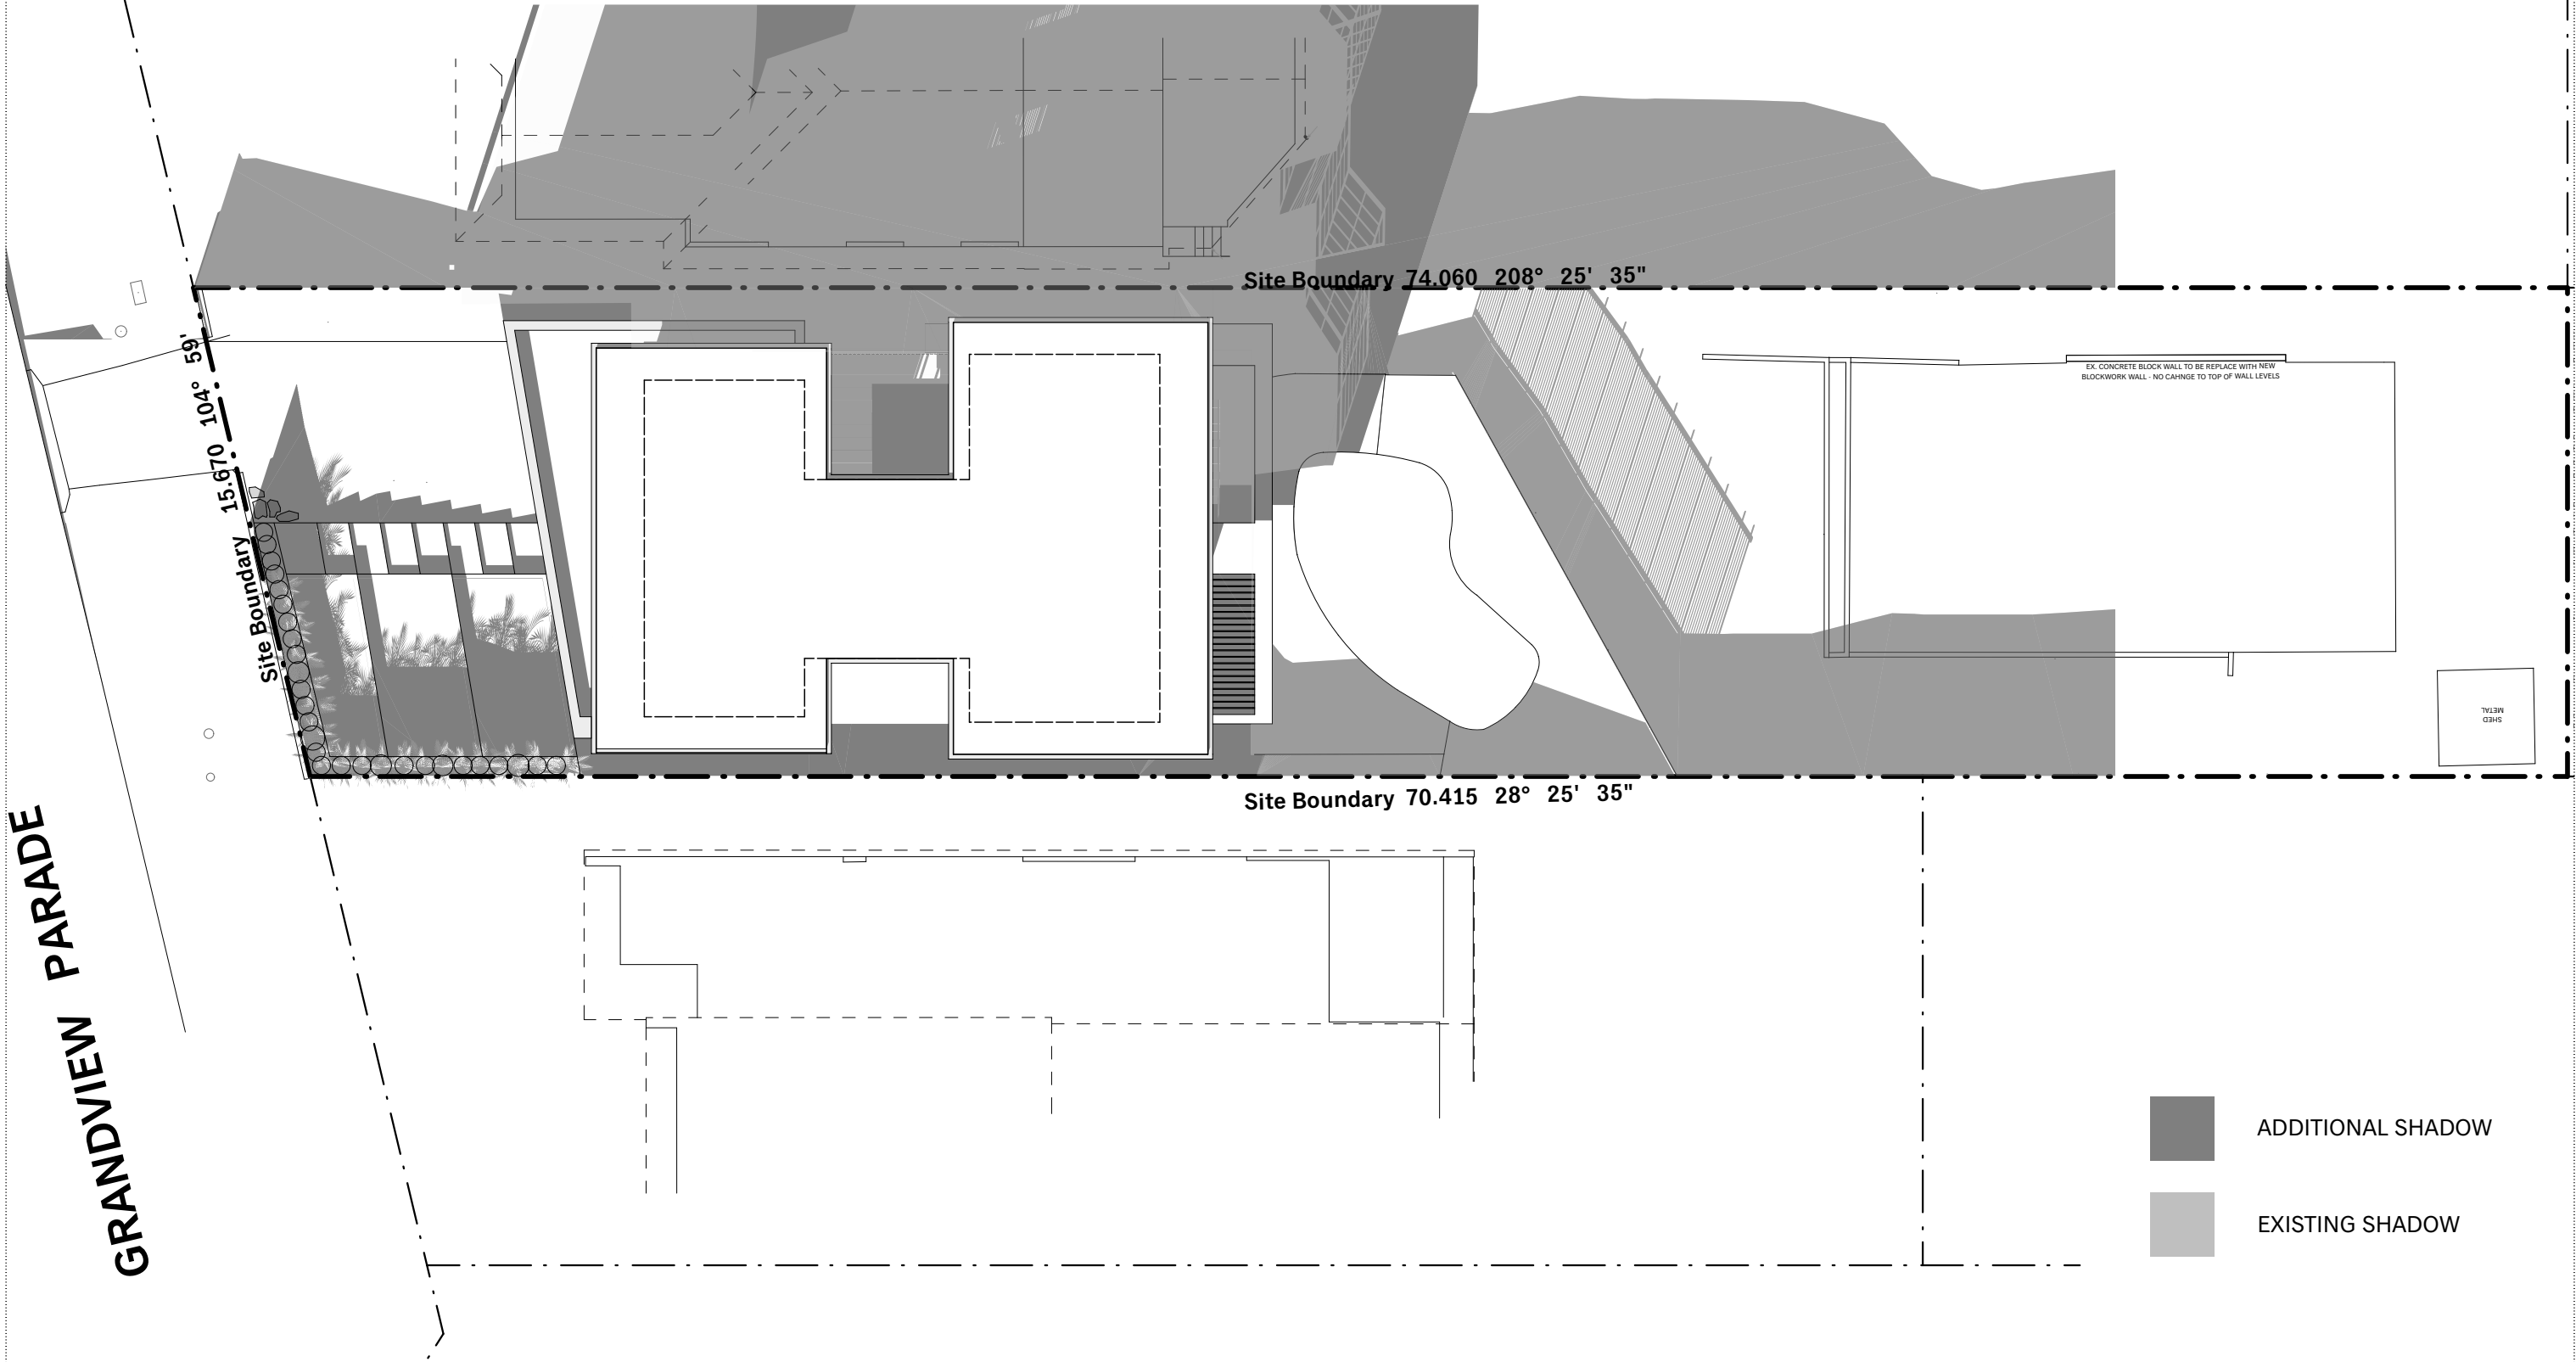 Site Boundary 74.060 208° 25' 35"
Site Boundary 15.670 104° 59'
EX. CONCRETE BLOCK WALL TO BE REPLACE WITH NEW
BLOCKWORK WALL - NO CAHNGE TO TOP OF WALL LEVELS
SHED
METAL
Site Boundary 70.415 28° 25' 35"
GRANDVIEW PARADE
ADDITIONAL SHADOW
EXISTING SHADOW